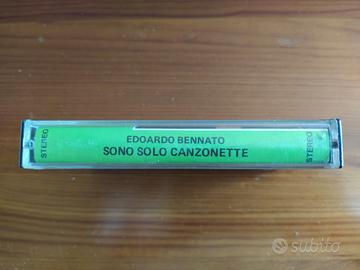 STEREO
EDOARDO BENNATO
SONO SOLO CANZONETTE
STEREO
subito